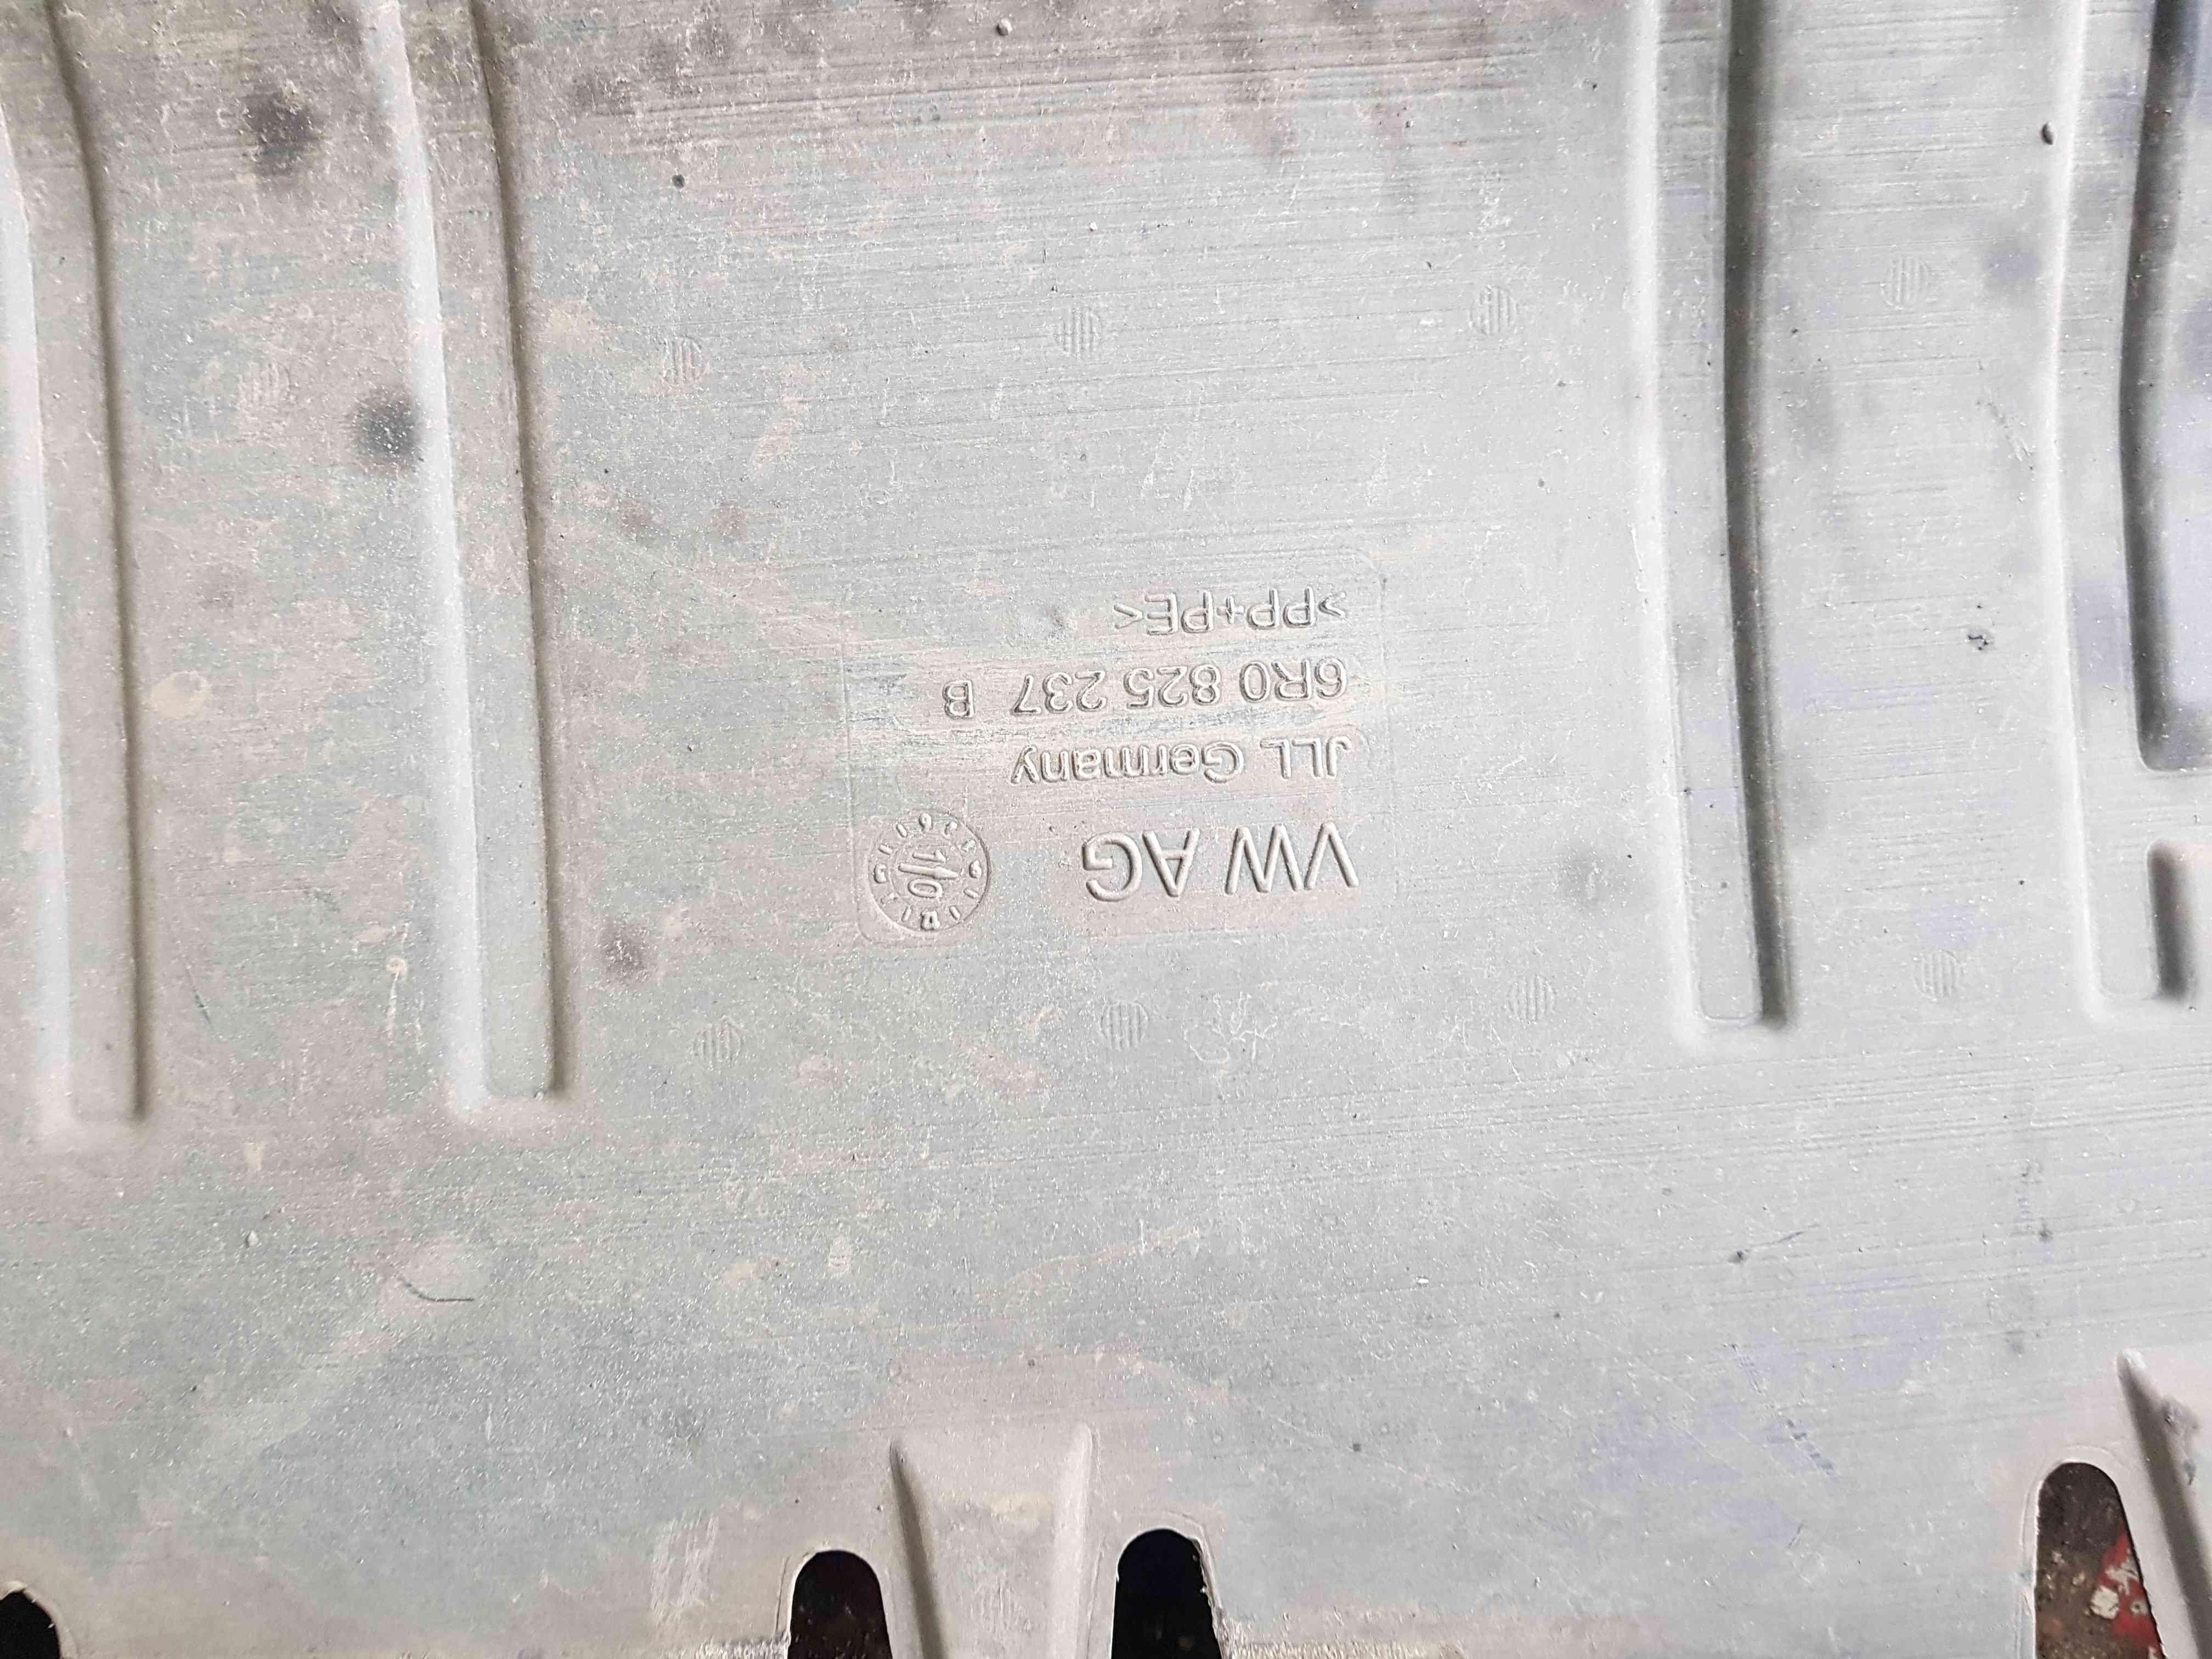 VW AG
JLL Germany
6R0 825 237 B
>PP+PE<